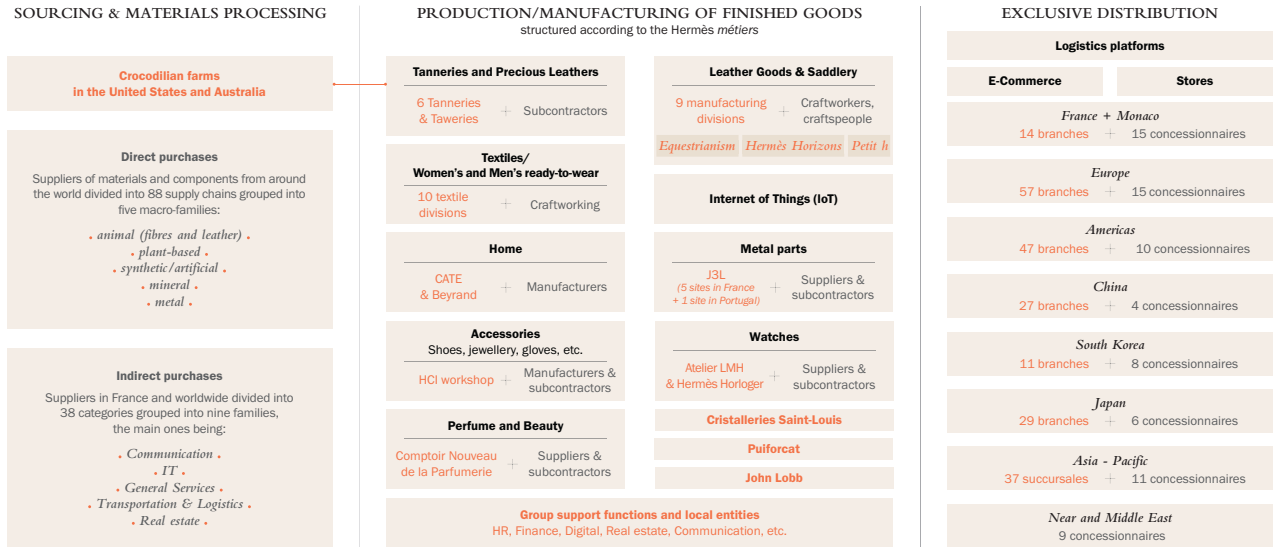 SOURCING & MATERIALS PROCESSING
Crocodilian farms
in the United States and Australia
Direct purchases
Suppliers of materials and components from around
the world divided into 88 supply chains grouped into
five macro-families:
• animal (fibres and leather) •
• plant-based •
• synthetic/artificial •
• mineral •
• metal •
Indirect purchases
Suppliers in France and worldwide divided into
38 categories grouped into nine families,
the main ones being:
• Communication •
• IT •
• General Services •
• Transportation & Logistics •
• Real estate •
PRODUCTION/MANUFACTURING OF FINISHED GOODS
structured according to the Hermès métiers
Tanneries and Precious Leathers
6 Tanneries
& Taweries
+
Subcontractors
Textiles/
Women's and Men's ready-to-wear
10 textile
divisions
+
Craftworking
Home
CATE
& Beyrand
+
Manufacturers
Accessories
Shoes, jewellery, gloves, etc.
HCI workshop
+
Manufacturers &
subcontractors
Perfume and Beauty
Comptoir Nouveau
de la Parfumerie
+
Suppliers &
subcontractors
Leather Goods & Saddlery
9 manufacturing
divisions
+
Craftworkers,
craftspeople
Equestrianism
Hermès Horizons
Petit h
Internet of Things (IoT)
Metal parts
J3L
(5 sites in France
+ 1 site in Portugal)
+
Suppliers &
subcontractors
Watches
Atelier LMH
& Hermès Horloger
+
Suppliers &
subcontractors
Cristalleries Saint-Louis
Puiforcat
John Lobb
Group support functions and local entities
HR, Finance, Digital, Real estate, Communication, etc.
EXCLUSIVE DISTRIBUTION
Logistics platforms
E-Commerce
Stores
France + Monaco
14 branches + 15 concessionnaires
Europe
57 branches + 15 concessionnaires
Americas
47 branches + 10 concessionnaires
China
27 branches + 4 concessionnaires
South Korea
11 branches + 8 concessionnaires
Japan
29 branches + 6 concessionnaires
Asia - Pacific
37 succursales + 11 concessionnaires
Near and Middle East
9 concessionnaires